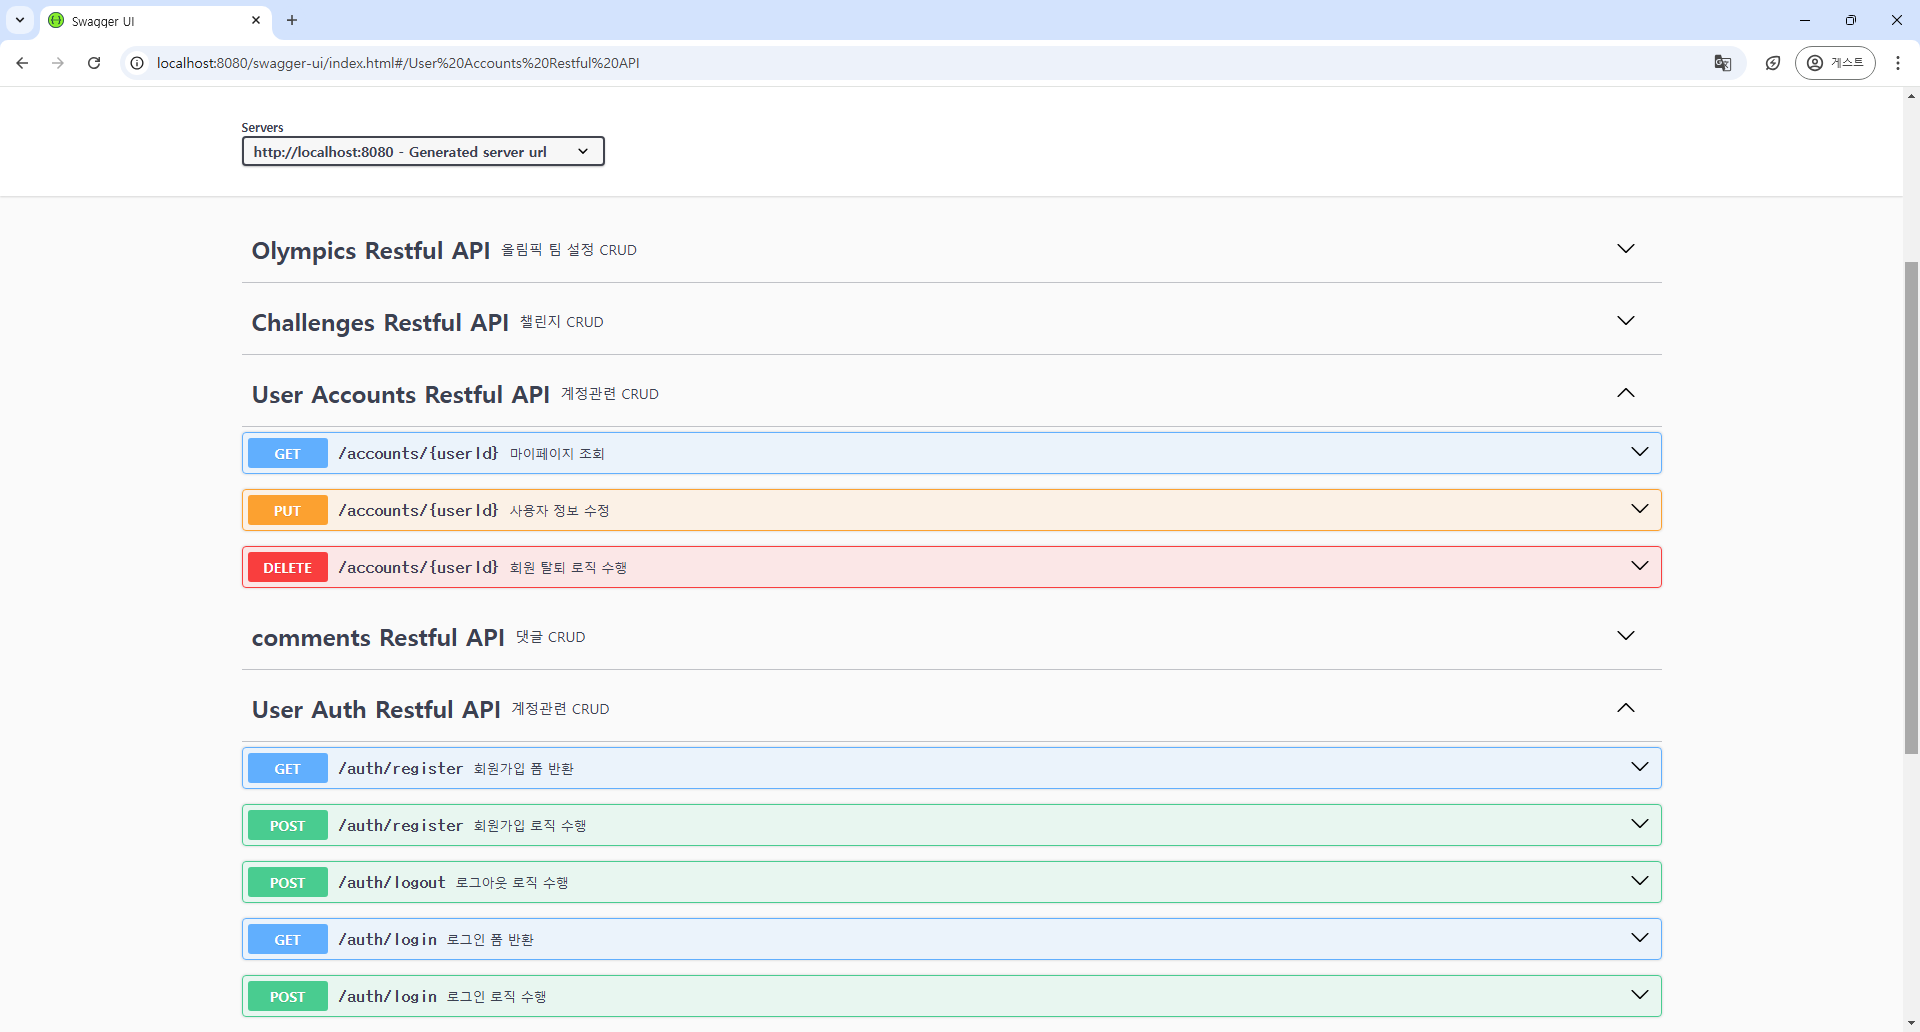 Swagger UI
localhost:8080/swagger-ui/index.html#/User%20Accounts%20Restful%20API
게스트
Servers
http://localhost:8080 - Generated server url
Olympics Restful API 올림픽 팀 설정 CRUD
Challenges Restful API 챌린지 CRUD
User Accounts Restful API 계정관련 CRUD
GET /accounts/{userId} 마이페이지 조회
PUT /accounts/{userId} 사용자 정보 수정
DELETE /accounts/{userId} 회원 탈퇴 로직 수행
comments Restful API 댓글 CRUD
User Auth Restful API 계정관련 CRUD
GET /auth/register 회원가입 폼 반환
POST /auth/register 회원가입 로직 수행
POST /auth/logout 로그아웃 로직 수행
GET /auth/login 로그인 폼 반환
POST /auth/login 로그인 로직 수행